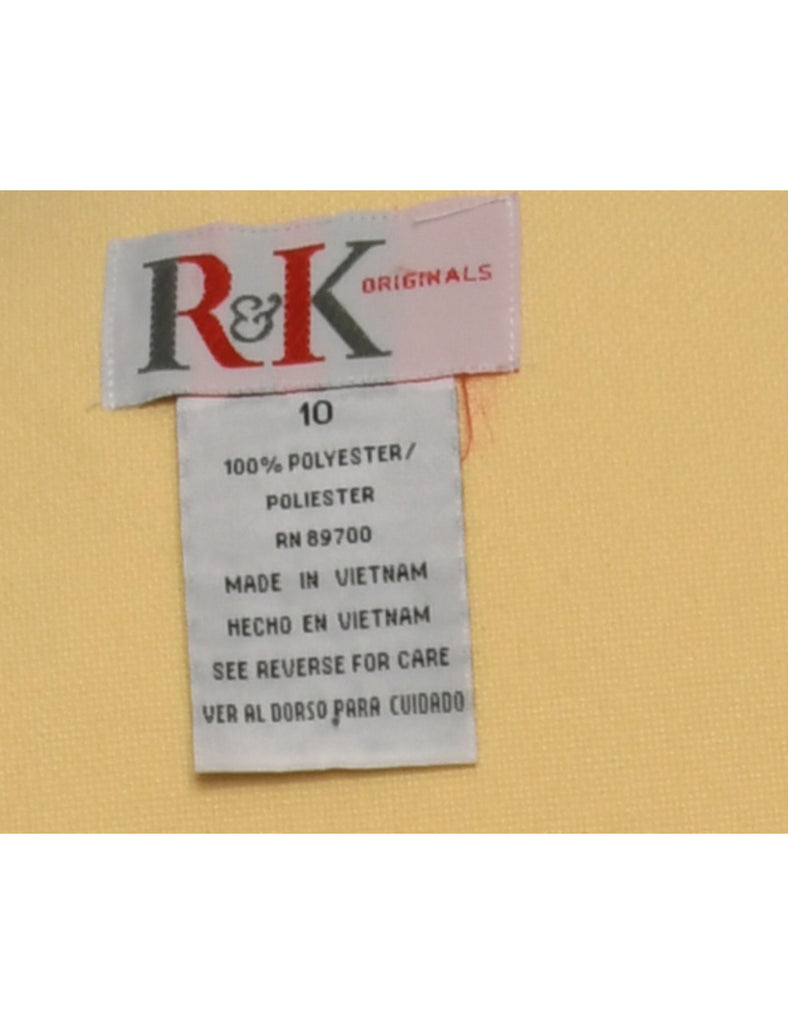 R&K ORIGINALS
10
100% POLYESTER/
POLIESTER
RN 89700
MADE IN VIETNAM
HECHO EN VIETNAM
SEE REVERSE FOR CARE
VER AL DORSO PARA CUIDADO